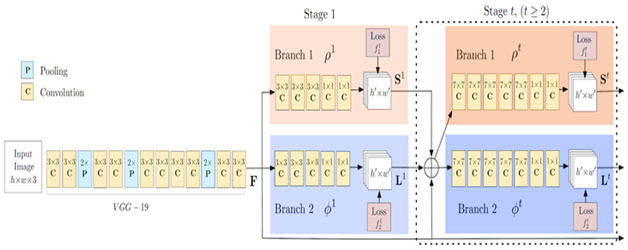 Stage 1
Stage t, (t ≥ 2)
P Pooling
C Convolution
Branch 1 ρ¹
Loss
f₁¹
3×3 3×3 3×3 1×1 1×1
C C C C C
h′×w′
S¹
Branch 1 ρᵗ
Loss
f₁ᵗ
7×7 7×7 7×7 7×7 7×7 1×1 1×1
C C C C C C C
h′×w′
Sᵗ
Input
Image
h×w×3
3×3 3×3 2× 3×3 3×3 2× 3×3 3×3 3×3 3×3 2× 3×3 3×3
C C P C C P C C C C P C C
VGG − 19
F
3×3 3×3 3×3 1×1 1×1
C C C C C
h′×w′
L¹
Branch 2 ϕ¹
Loss
f₂¹
7×7 7×7 7×7 7×7 7×7 1×1 1×1
C C C C C C C
h′×w′
Lᵗ
Branch 2 ϕᵗ
Loss
f₂ᵗ